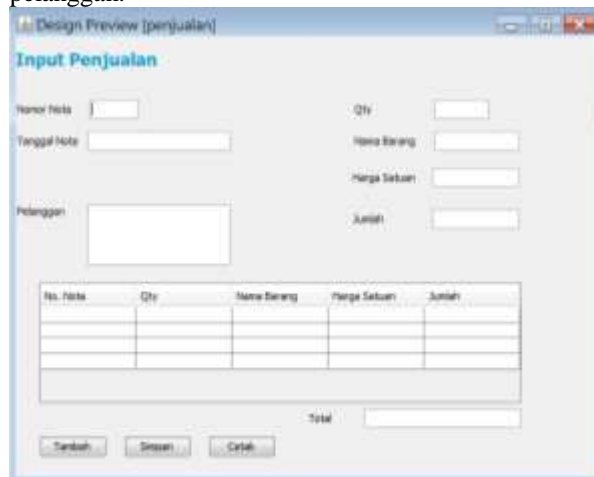 pelanggan.
Design Preview [penjualan]
Input Penjualan
Nomor Nota Qty
Tanggal Nota Nama Barang
Harga Satuan
Pelanggan Jumlah
No. Nota Qty Nama Barang Harga Satuan Jumlah
Total
Tambah Simpan Cetak